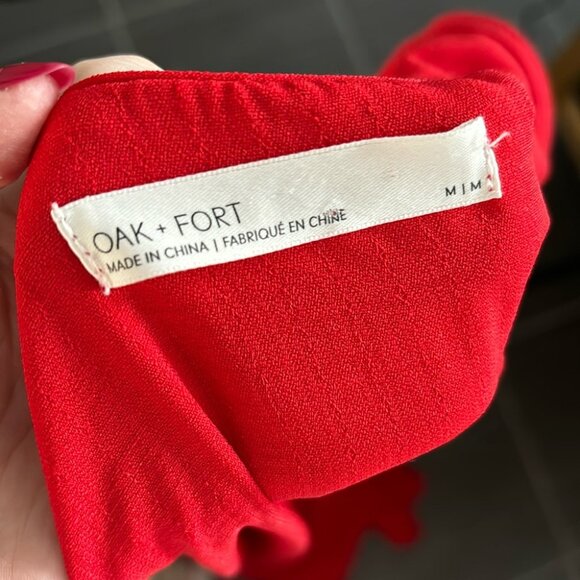 OAK + FORT
MADE IN CHINA | FABRIQUÉ EN CHINE
M | M